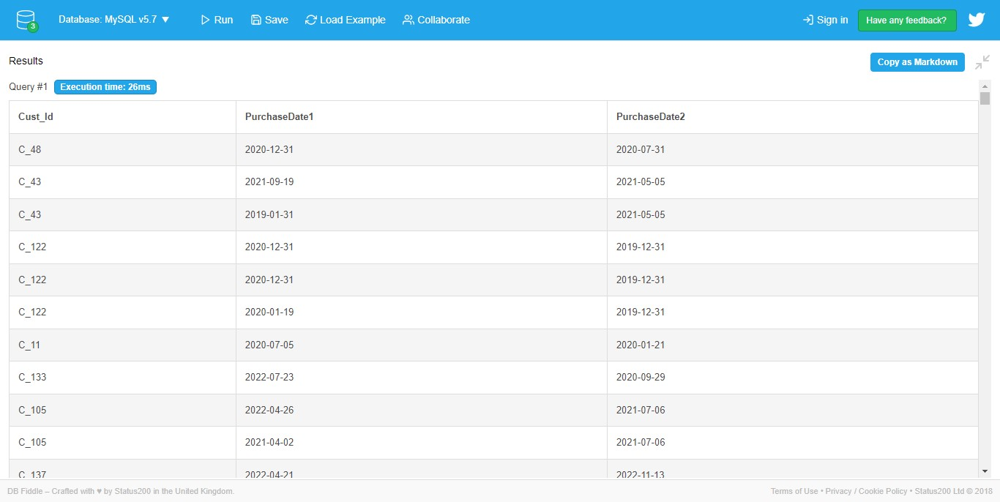 3 Database: MySQL v5.7 ▼ Run Save Load Example Collaborate Sign in Have any feedback?
Results Copy as Markdown
Query #1 Execution time: 26ms
Cust_Id PurchaseDate1 PurchaseDate2
C_48 2020-12-31 2020-07-31
C_43 2021-09-19 2021-05-05
C_43 2019-01-31 2021-05-05
C_122 2020-12-31 2019-12-31
C_122 2020-12-31 2019-12-31
C_122 2020-01-19 2019-12-31
C_11 2020-07-05 2020-01-21
C_133 2022-07-23 2020-09-29
C_105 2022-04-26 2021-07-06
C_105 2021-04-02 2021-07-06
C_137 2022-04-21 2022-11-13
DB Fiddle – Crafted with ♥ by Status200 in the United Kingdom. Terms of Use • Privacy / Cookie Policy • Status200 Ltd © 2018